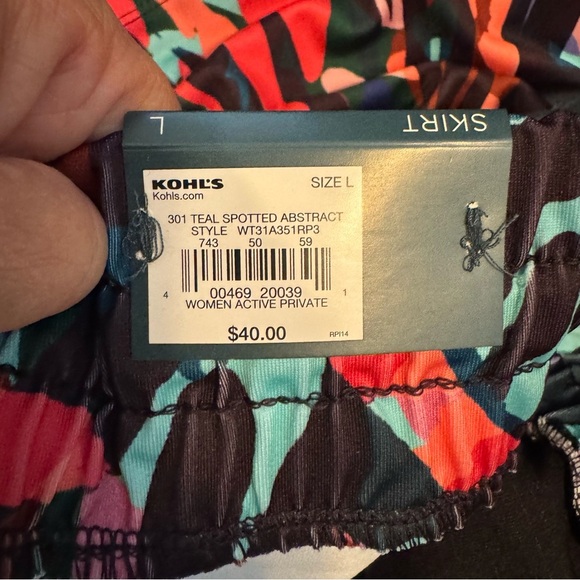 SKIRT
L
KOHL'S
SIZE L
Kohls.com
301 TEAL SPOTTED ABSTRACT
STYLE WT31A351RP3
743 50 59
4 00469 20039 1
WOMEN ACTIVE PRIVATE
$40.00
RPI14